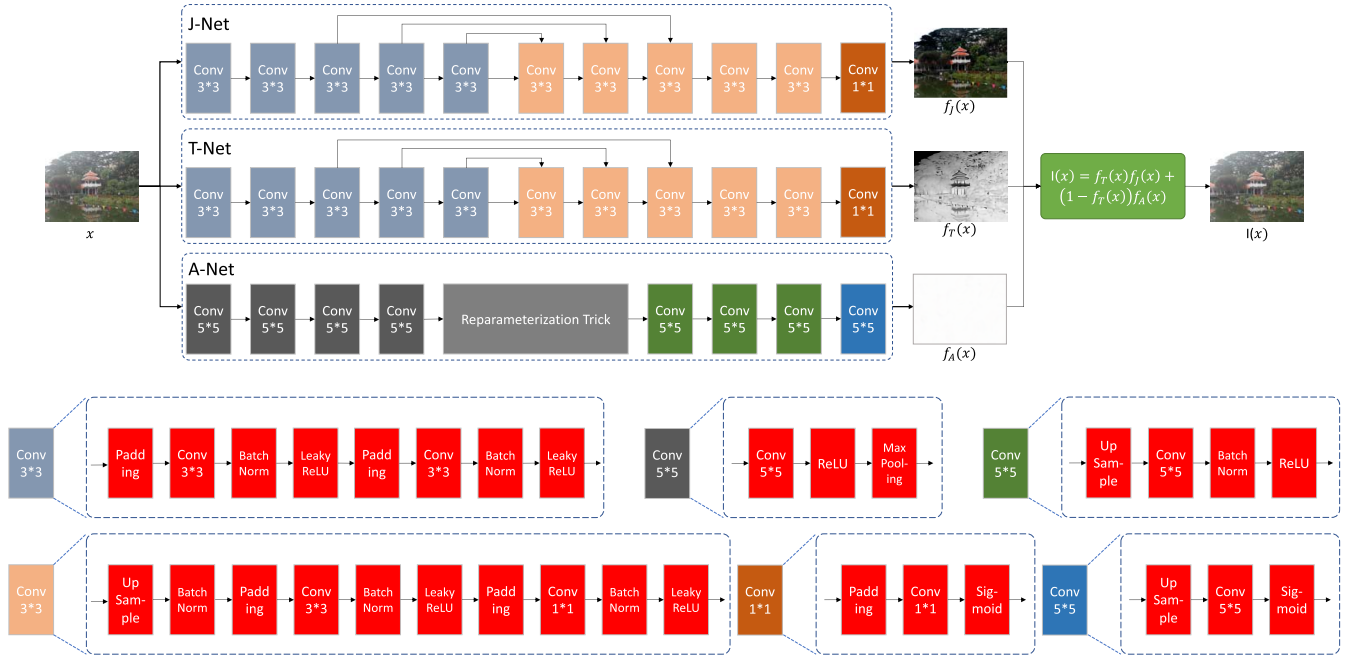 J-Net
Conv 3*3
Conv 3*3
Conv 3*3
Conv 3*3
Conv 3*3
Conv 3*3
Conv 3*3
Conv 3*3
Conv 3*3
Conv 3*3
Conv 1*1
f_J(x)
T-Net
Conv 3*3
Conv 3*3
Conv 3*3
Conv 3*3
Conv 3*3
Conv 3*3
Conv 3*3
Conv 3*3
Conv 3*3
Conv 3*3
Conv 1*1
x
f_T(x)
I(x) = f_T(x)f_J(x) +
(1 − f_T(x))f_A(x)
I(x)
A-Net
Conv 5*5
Conv 5*5
Conv 5*5
Conv 5*5
Reparameterization Trick
Conv 5*5
Conv 5*5
Conv 5*5
Conv 5*5
f_A(x)
Conv 3*3
Padd ing
Conv 3*3
Batch Norm
Leaky ReLU
Padd ing
Conv 3*3
Batch Norm
Leaky ReLU
Conv 5*5
Conv 5*5
ReLU
Max Pool- ing
Conv 5*5
Up Sam- ple
Conv 5*5
Batch Norm
ReLU
Conv 3*3
Up Sam- ple
Batch Norm
Padd ing
Conv 3*3
Batch Norm
Leaky ReLU
Padd ing
Conv 1*1
Batch Norm
Leaky ReLU
Conv 1*1
Padd ing
Conv 1*1
Sig- moid
Conv 5*5
Up Sam- ple
Conv 5*5
Sig- moid